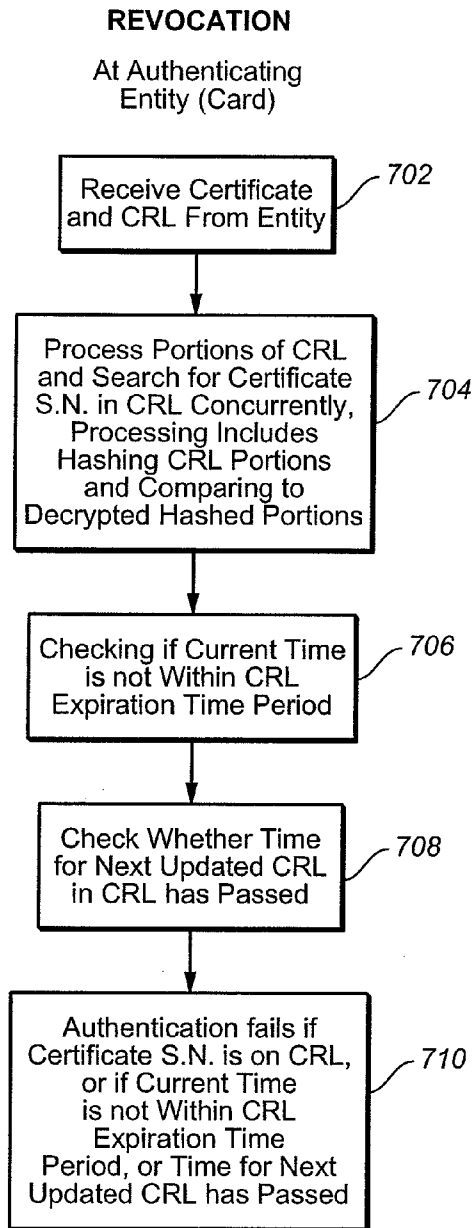 REVOCATION
At Authenticating
Entity (Card)
702
Receive Certificate
and CRL From Entity
Process Portions of CRL
and Search for Certificate
S.N. in CRL Concurrently,
Processing Includes
Hashing CRL Portions
and Comparing to
Decrypted Hashed Portions
704
Checking if Current Time
is not Within CRL
Expiration Time Period
706
Check Whether Time
for Next Updated CRL
in CRL has Passed
708
Authentication fails if
Certificate S.N. is on CRL,
or if Current Time
is not Within CRL
Expiration Time
Period, or Time for Next
Updated CRL has Passed
710